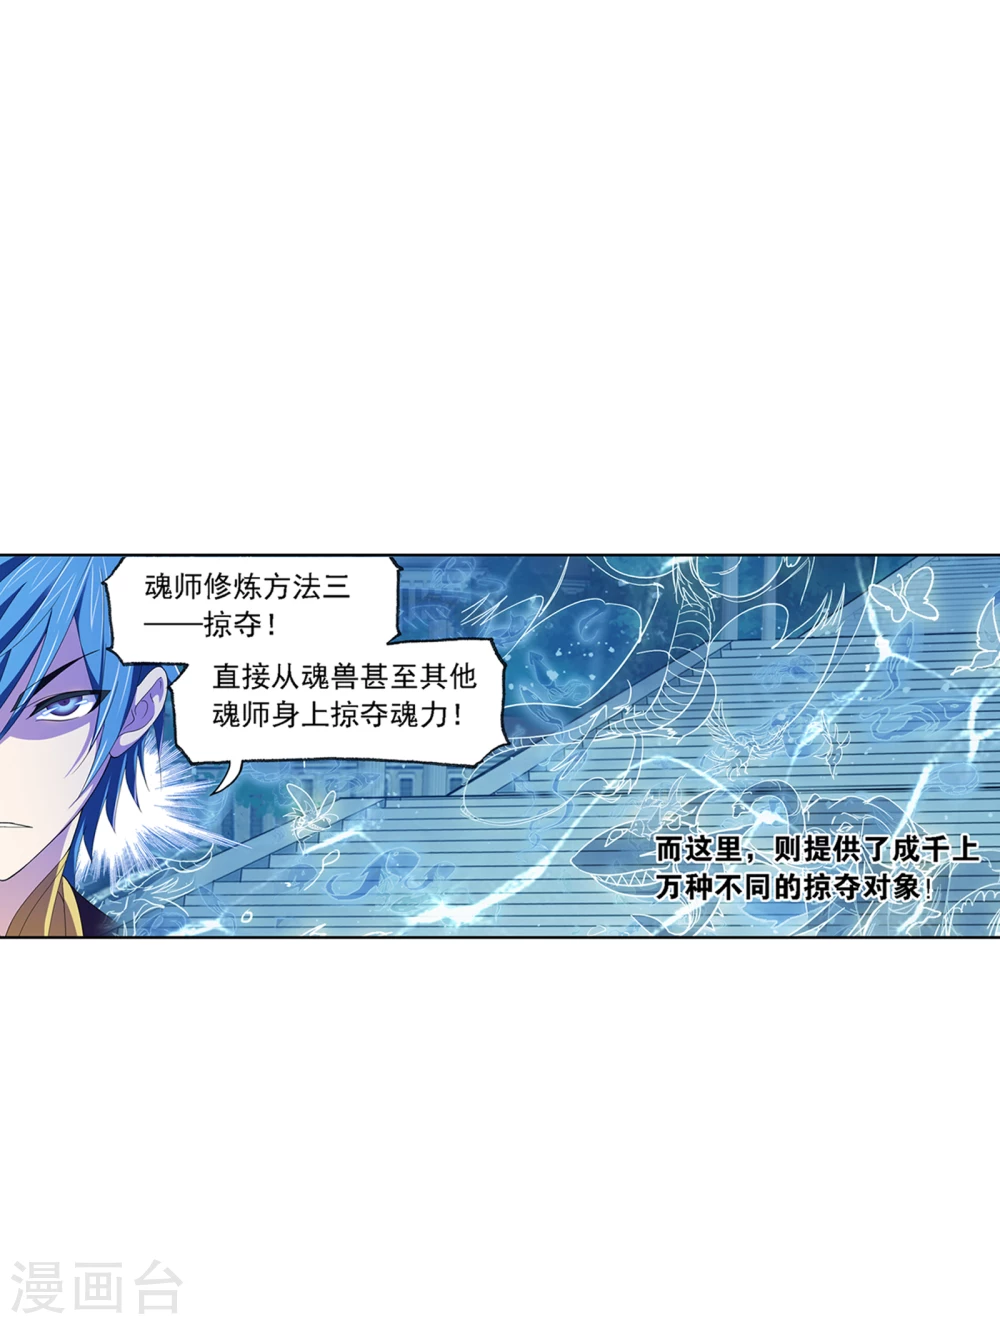 魂师修炼方法三
——掠夺！
直接从魂兽甚至其他
魂师身上掠夺魂力！
而这里，则提供了成千上
万种不同的掠夺对象！
漫画台